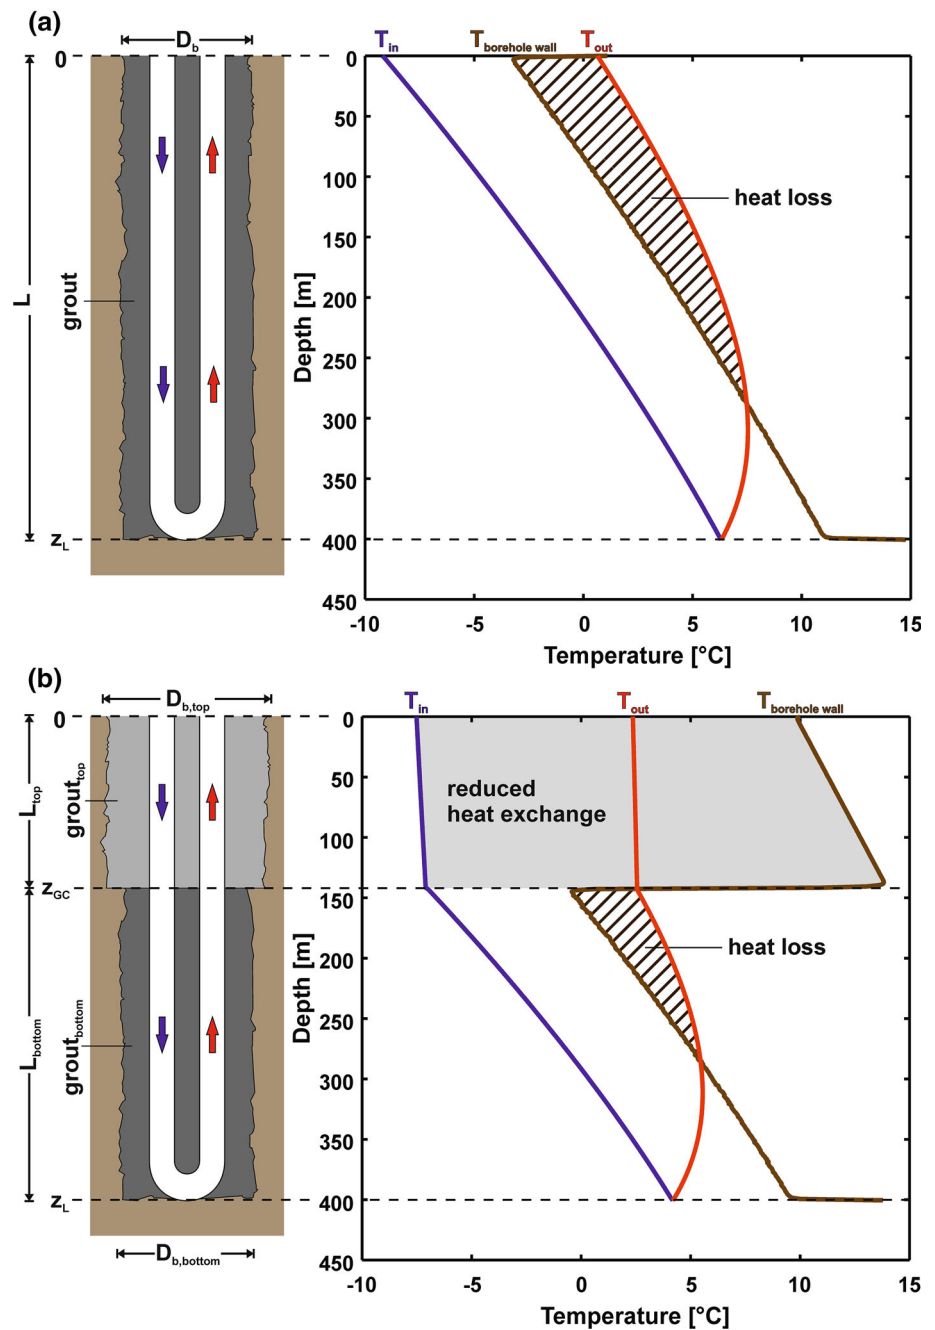 (a)
D_b
0
L
grout
z_L
T_in
T_borehole wall
T_out
0
50
100
150
200
250
300
350
400
450
Depth [m]
heat loss
-10
-5
0
5
10
15
Temperature [°C]
(b)
D_b,top
0
L_top
grout_top
z_GC
L_bottom
grout_bottom
z_L
D_b,bottom
T_in
T_out
T_borehole wall
0
50
100
150
200
250
300
350
400
450
Depth [m]
reduced
heat exchange
heat loss
-10
-5
0
5
10
15
Temperature [°C]